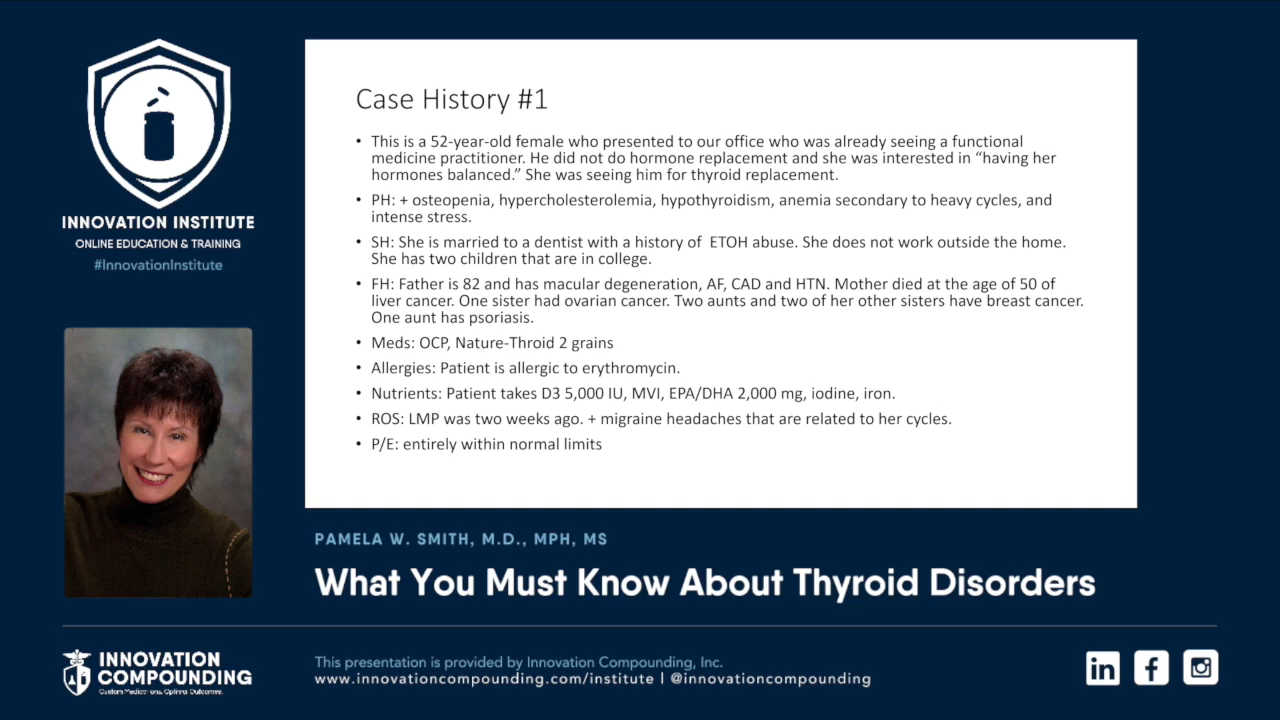 INNOVATION INSTITUTE
ONLINE EDUCATION & TRAINING
#InnovationInstitute
Case History #1
• This is a 52-year-old female who presented to our office who was already seeing a functional
medicine practitioner. He did not do hormone replacement and she was interested in “having her
hormones balanced.” She was seeing him for thyroid replacement.
• PH: + osteopenia, hypercholesterolemia, hypothyroidism, anemia secondary to heavy cycles, and
intense stress.
• SH: She is married to a dentist with a history of  ETOH abuse. She does not work outside the home.
She has two children that are in college.
• FH: Father is 82 and has macular degeneration, AF, CAD and HTN. Mother died at the age of 50 of
liver cancer. One sister had ovarian cancer. Two aunts and two of her other sisters have breast cancer.
One aunt has psoriasis.
• Meds: OCP, Nature-Throid 2 grains
• Allergies: Patient is allergic to erythromycin.
• Nutrients: Patient takes D3 5,000 IU, MVI, EPA/DHA 2,000 mg, iodine, iron.
• ROS: LMP was two weeks ago. + migraine headaches that are related to her cycles.
• P/E: entirely within normal limits
PAMELA W. SMITH, M.D., MPH, MS
What You Must Know About Thyroid Disorders
INNOVATION
COMPOUNDING
Custom Medications. Optimal Outcomes.
This presentation is provided by Innovation Compounding, Inc.
www.innovationcompounding.com/institute | @innovationcompounding
in f